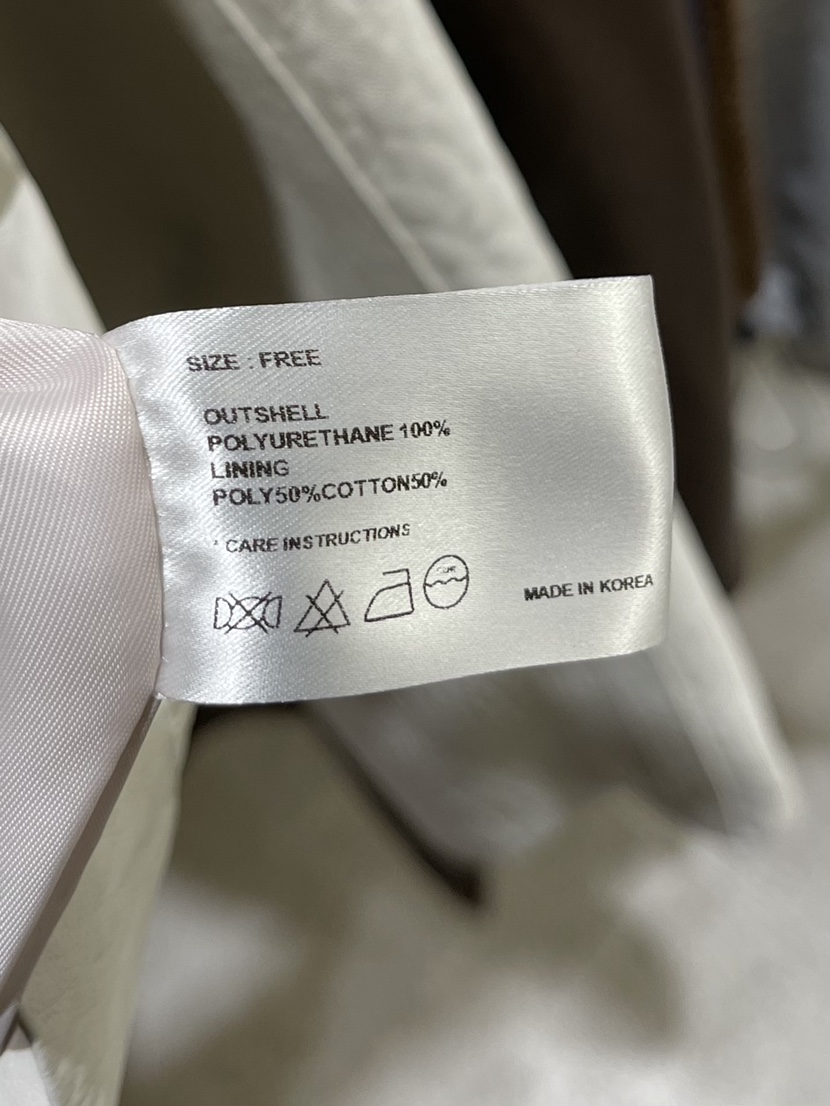 SIZE : FREE
OUTSHELL
POLYURETHANE 100%
LINING
POLY50%COTTON50%
* CARE INSTRUCTIONS
MADE IN KOREA